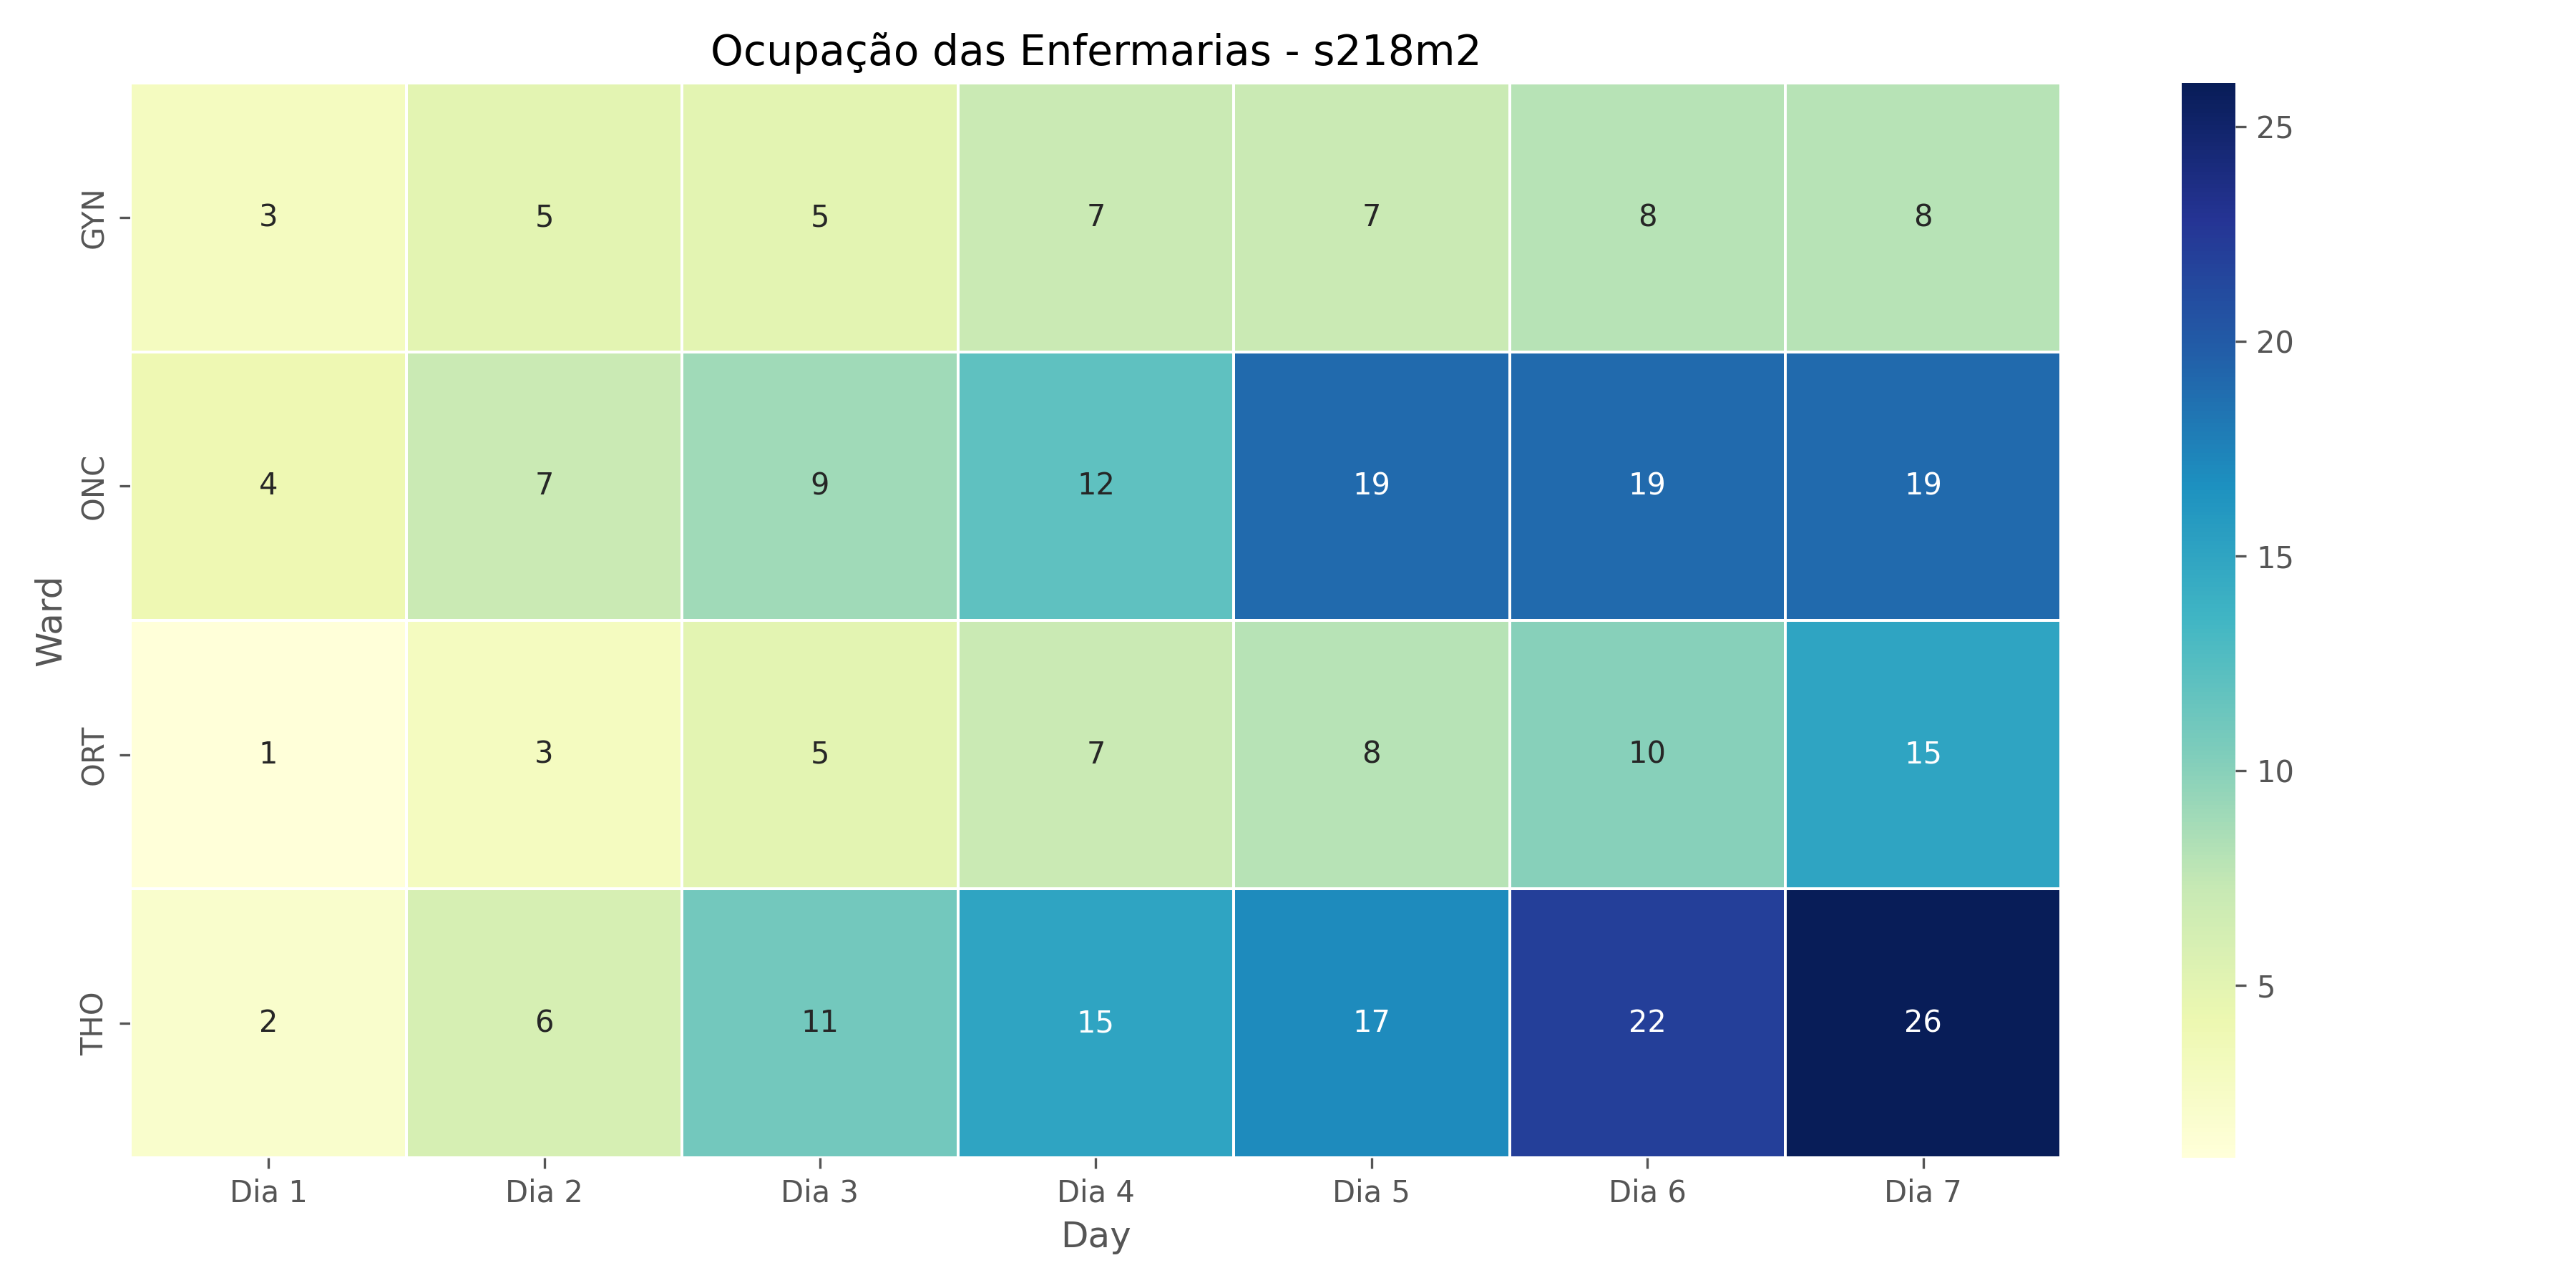 Ocupação das Enfermarias - s218m2
Ward
GYN 3 5 5 7 7 8 8
ONC 4 7 9 12 19 19 19
ORT 1 3 5 7 8 10 15
THO 2 6 11 15 17 22 26
Dia 1 Dia 2 Dia 3 Dia 4 Dia 5 Dia 6 Dia 7
Day
25
20
15
10
5